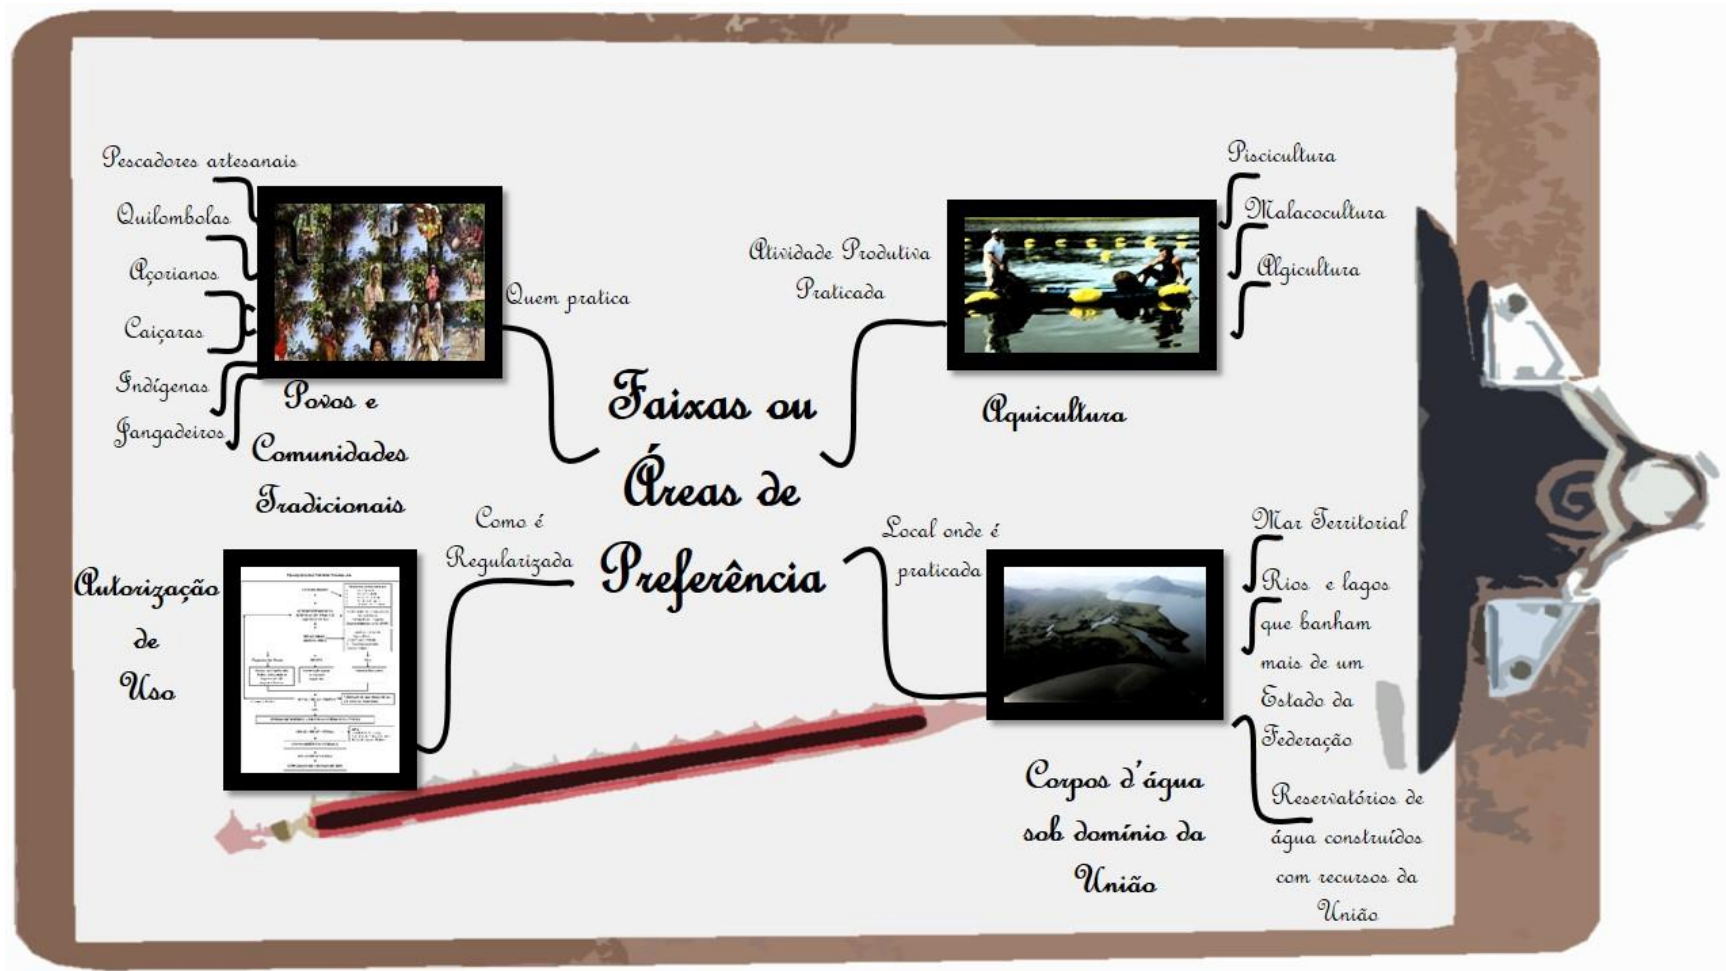 Faixas ou
Áreas de
Preferência
Quem pratica
Povos e
Comunidades
Tradicionais
Pescadores artesanais
Quilombolas
Açorianos
Caiçaras
Indígenas
Jangadeiros
Atividade Produtiva
Praticada
Aquicultura
Piscicultura
Malacocultura
Algicultura
Como é
Regularizada
Autorização
de
Uso
Local onde é
praticada
Corpos d'água
sob domínio da
União
Mar Territorial
Rios e lagos
que banham
mais de um
Estado da
Federação
Reservatórios de
água construídos
com recursos da
União